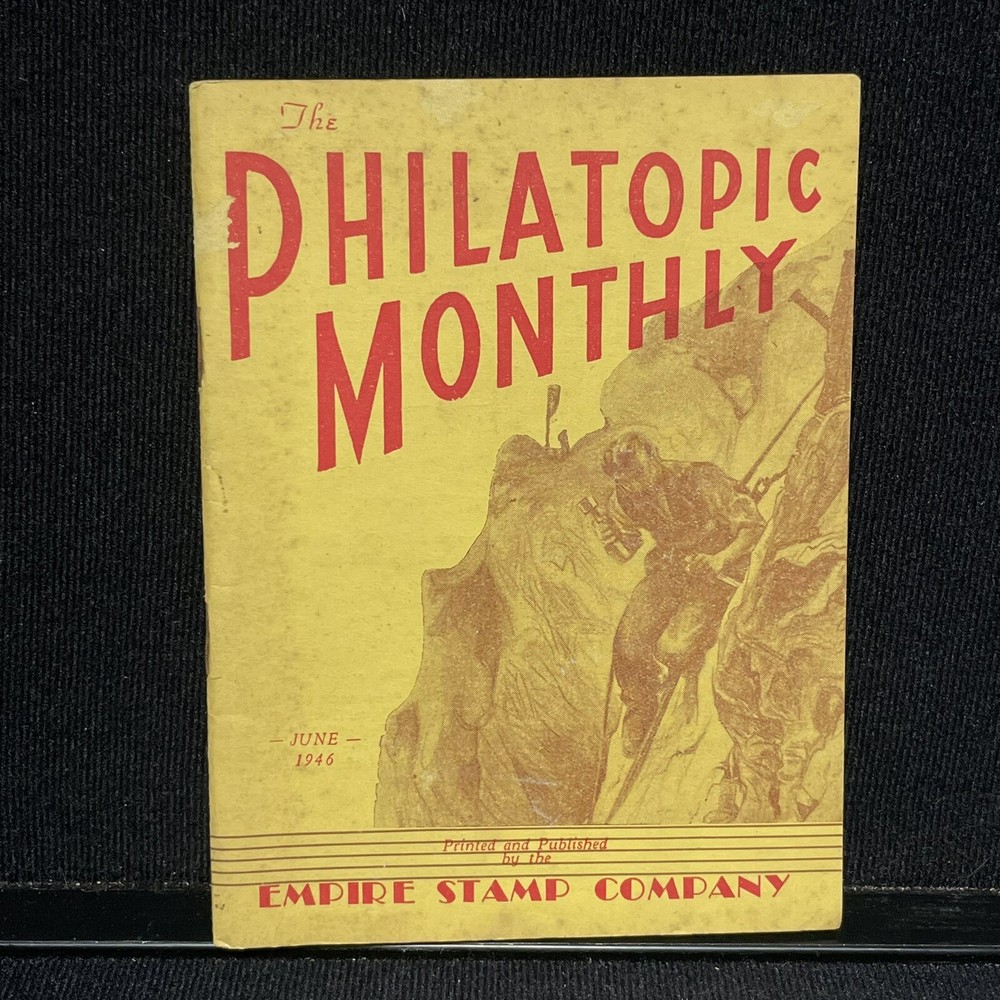 The
PHILATOPIC
MONTHLY
— JUNE —
1946
Printed and Published
by the
EMPIRE STAMP COMPANY